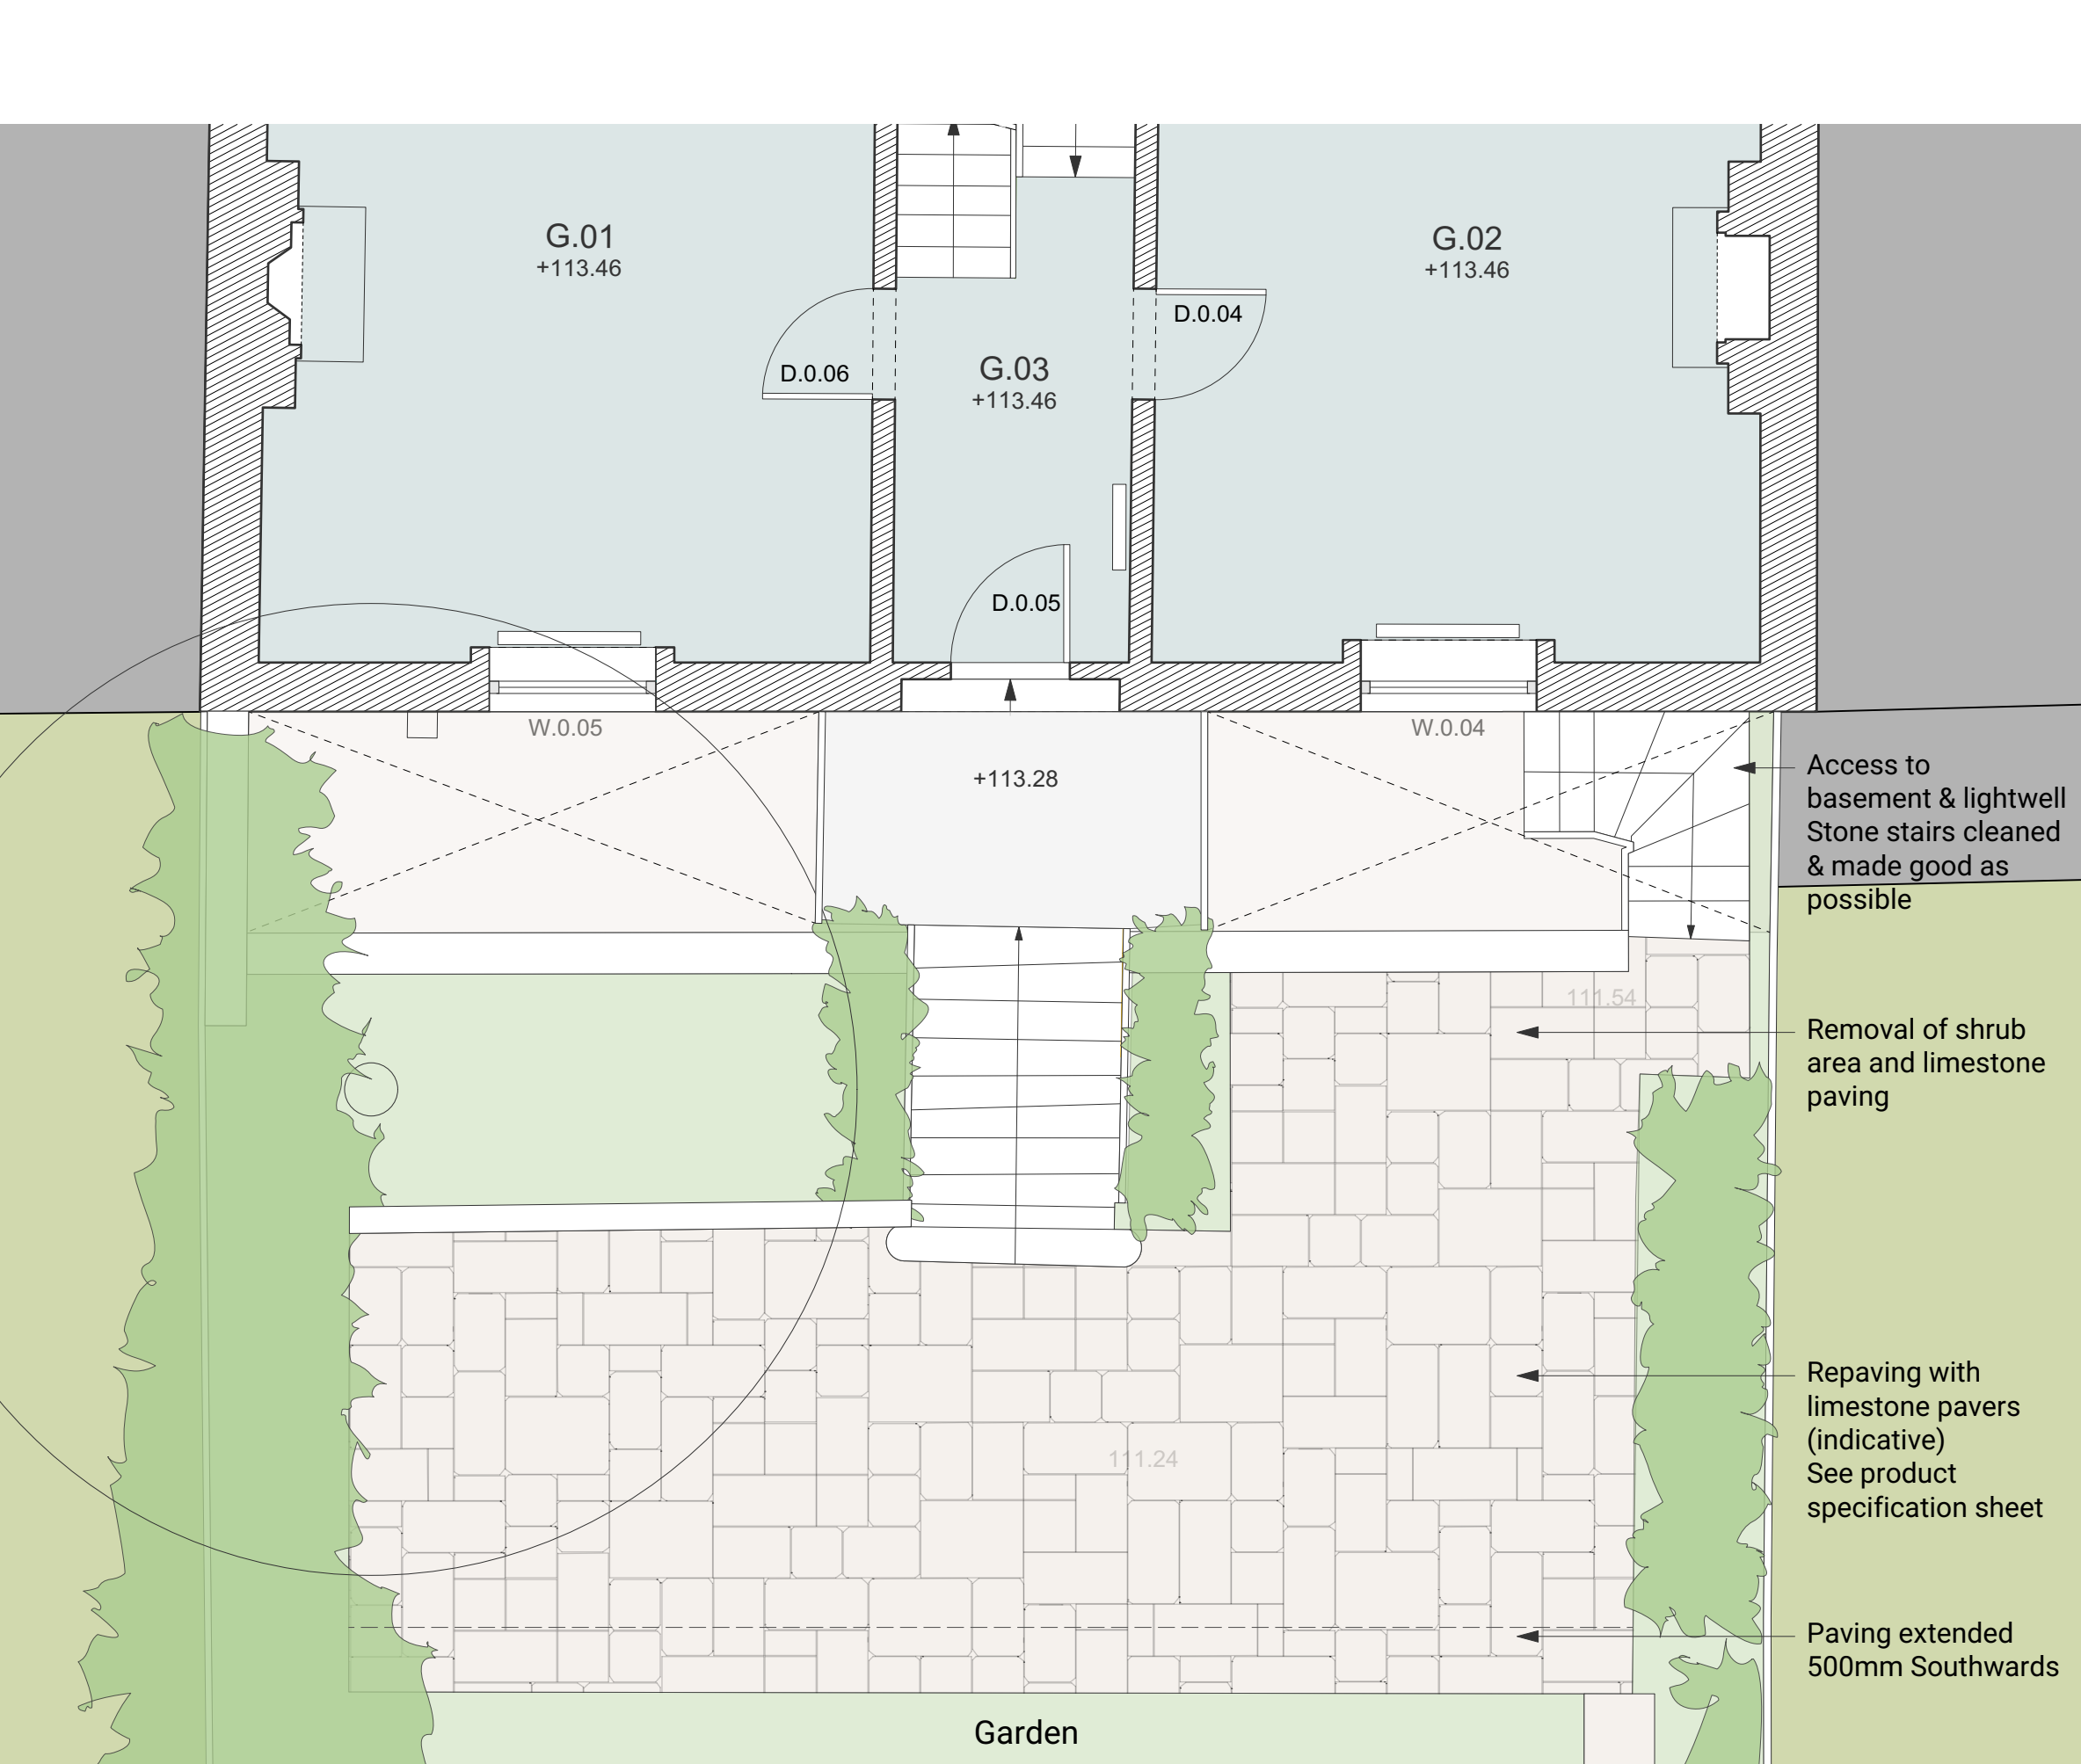 G.01
+113.46
G.02
+113.46
D.0.04
D.0.06
G.03
+113.46
D.0.05
W.0.05
W.0.04
+113.28
Access to
basement & lightwell
Stone stairs cleaned
& made good as
possible
111.54
Removal of shrub
area and limestone
paving
Repaving with
limestone pavers
(indicative)
See product
specification sheet
111.24
Paving extended
500mm Southwards
Garden